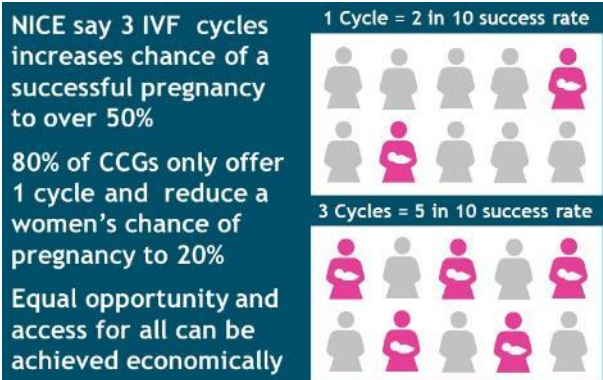 NICE say 3 IVF cycles
increases chance of a
successful pregnancy
to over 50%
80% of CCGs only offer
1 cycle and reduce a
women's chance of
pregnancy to 20%
Equal opportunity and
access for all can be
achieved economically
1 Cycle = 2 in 10 success rate
3 Cycles = 5 in 10 success rate